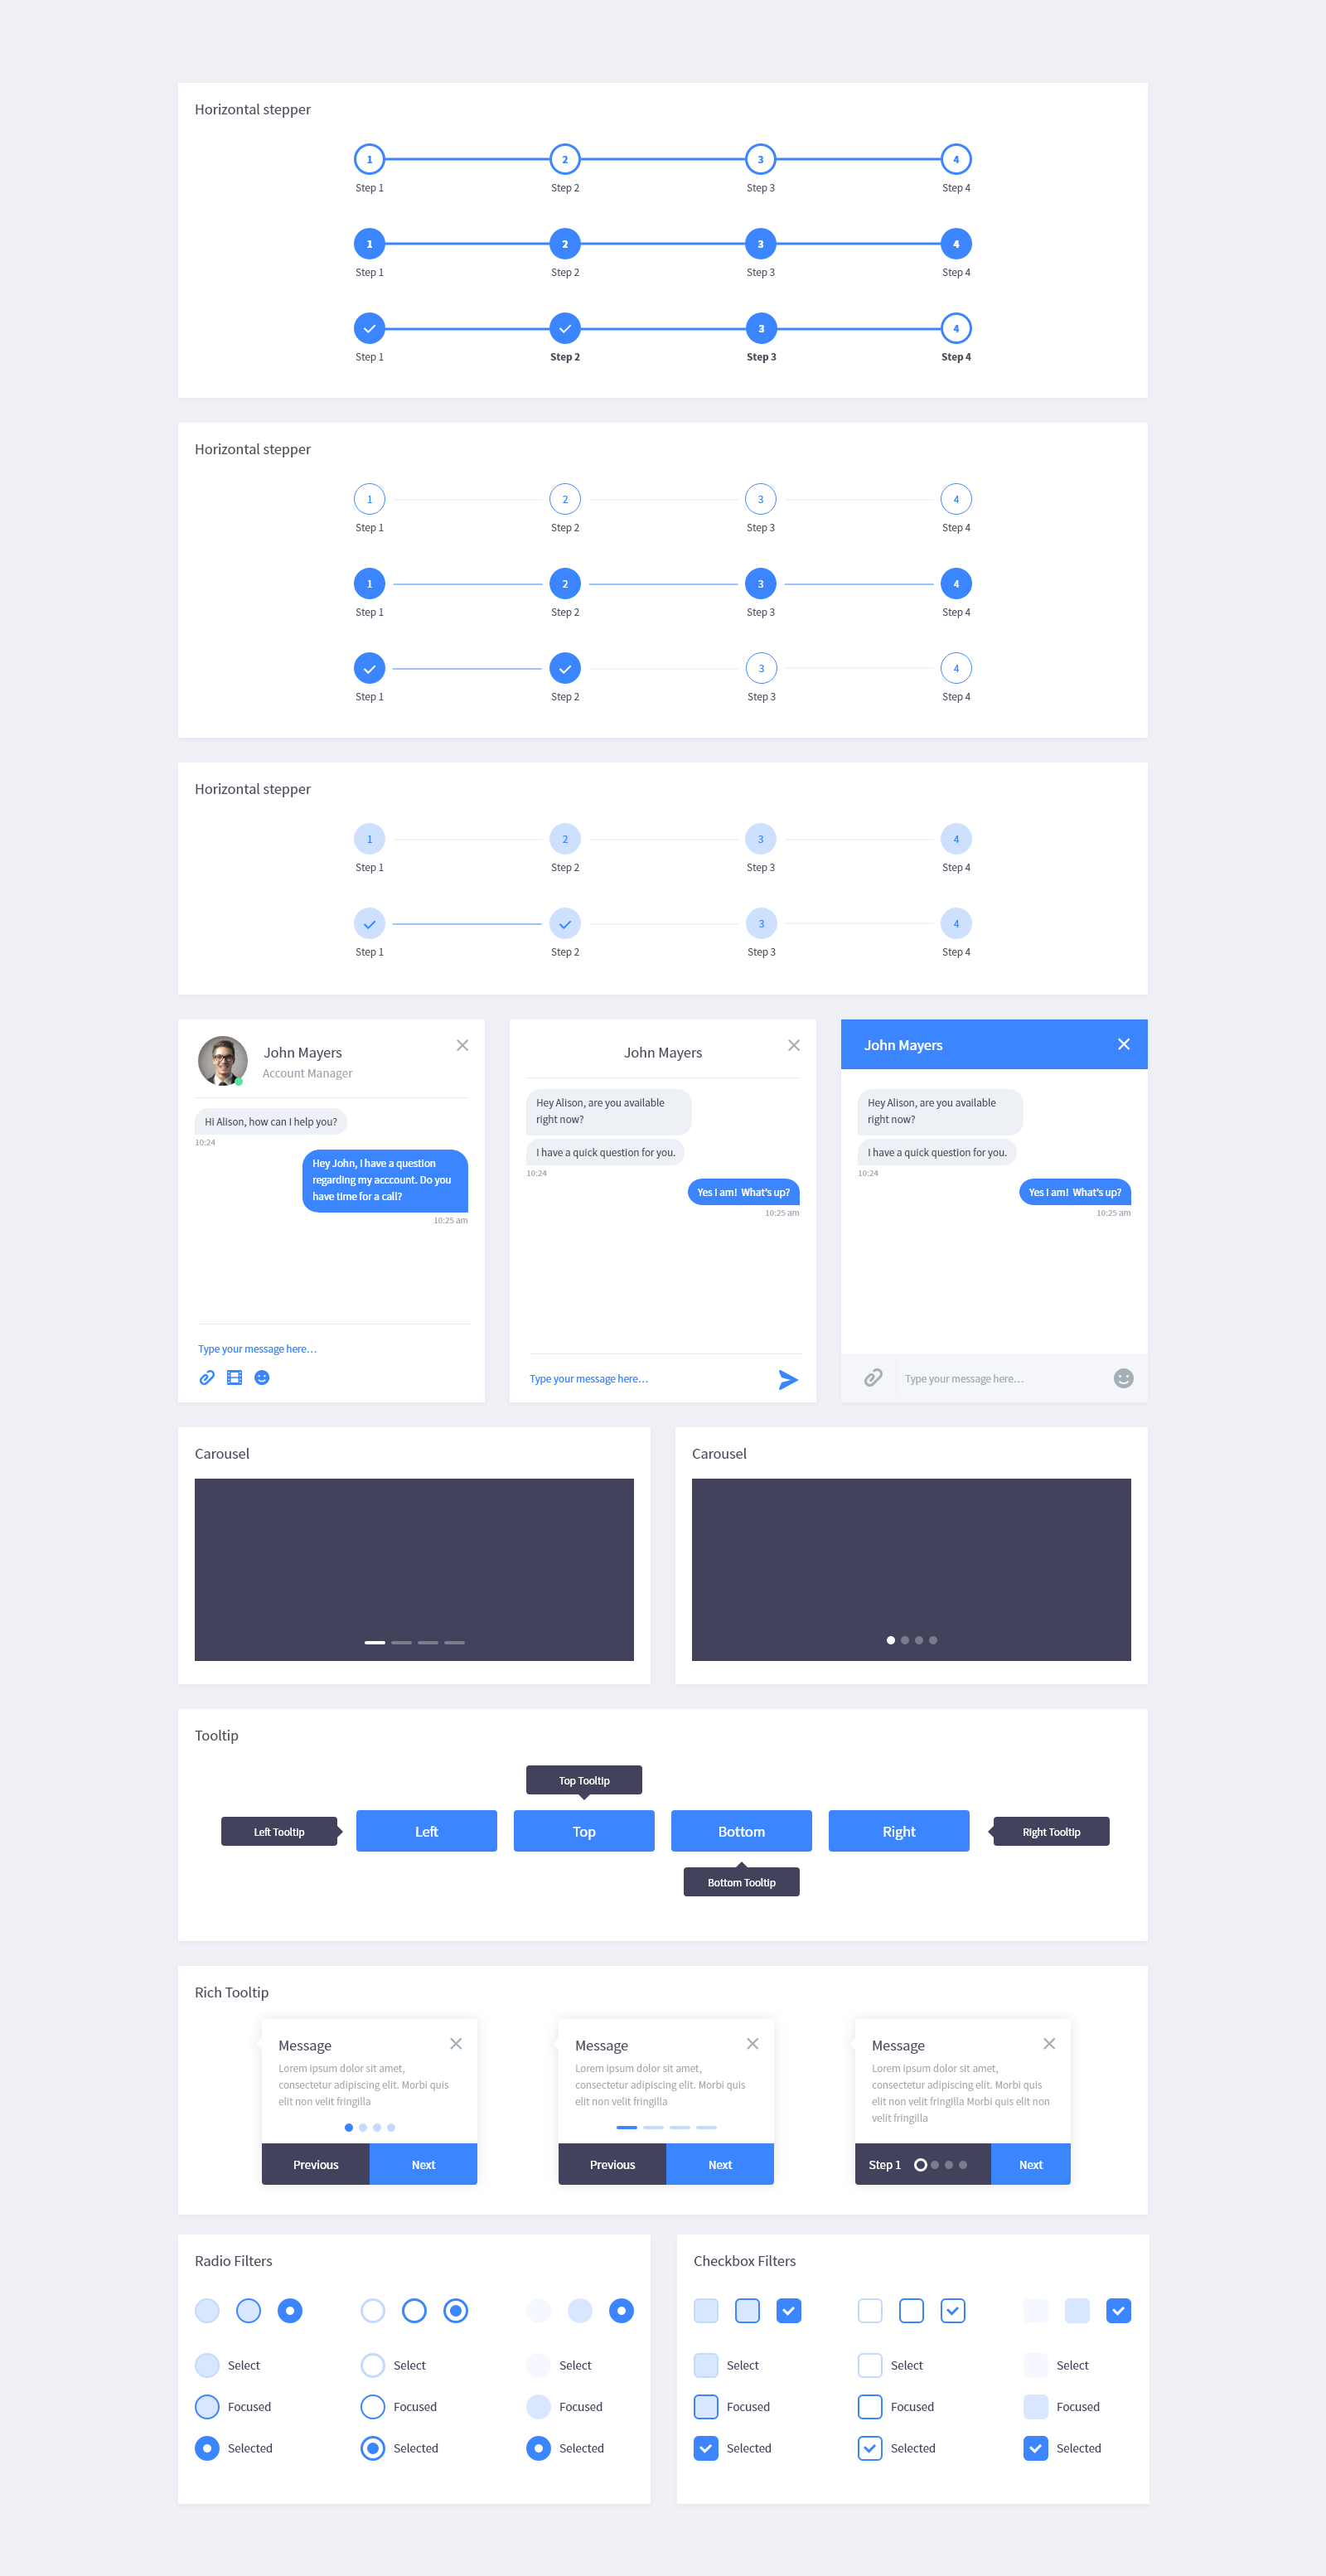 Horizontal stepper
1 2 3 4
Step 1 Step 2 Step 3 Step 4
1 2 3 4
Step 1 Step 2 Step 3 Step 4
3 4
Step 1 Step 2 Step 3 Step 4
Horizontal stepper
1 2 3 4
Step 1 Step 2 Step 3 Step 4
1 2 3 4
Step 1 Step 2 Step 3 Step 4
3 4
Step 1 Step 2 Step 3 Step 4
Horizontal stepper
1 2 3 4
Step 1 Step 2 Step 3 Step 4
3 4
Step 1 Step 2 Step 3 Step 4
John Mayers
Account Manager
Hi Alison, how can I help you?
10:24
Hey John, I have a question
regarding my acccount. Do you
have time for a call?
10:25 am
Type your message here...
John Mayers
Hey Alison, are you available
right now?
I have a quick question for you.
10:24
Yes I am! What's up?
10:25 am
Type your message here...
John Mayers
Hey Alison, are you available
right now?
I have a quick question for you.
10:24
Yes I am! What's up?
10:25 am
Type your message here...
Carousel
Carousel
Tooltip
Top Tooltip
Left Tooltip Left Top Bottom Right Right Tooltip
Bottom Tooltip
Rich Tooltip
Message
Lorem ipsum dolor sit amet,
consectetur adipiscing elit. Morbi quis
elit non velit fringilla
Previous Next
Message
Lorem ipsum dolor sit amet,
consectetur adipiscing elit. Morbi quis
elit non velit fringilla
Previous Next
Message
Lorem ipsum dolor sit amet,
consectetur adipiscing elit. Morbi quis
elit non velit fringilla Morbi quis elit non
velit fringilla
Step 1 Next
Radio Filters
Select Select Select
Focused Focused Focused
Selected Selected Selected
Checkbox Filters
Select Select Select
Focused Focused Focused
Selected Selected Selected